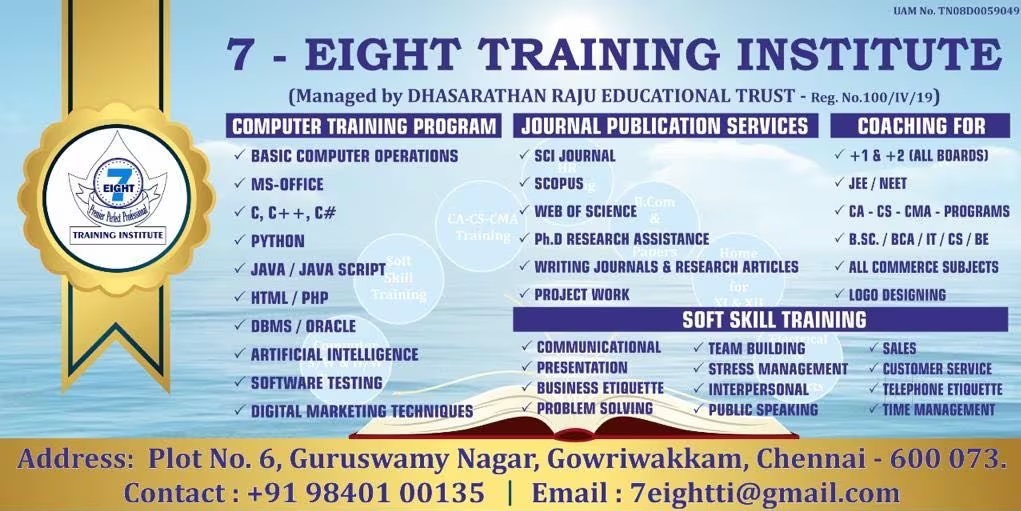 UAM No. TN08D0059049
7 - EIGHT TRAINING INSTITUTE
(Managed by DHASARATHAN RAJU EDUCATIONAL TRUST - Reg. No.100/IV/19)
7
EIGHT
Premier Perfect Professional
TRAINING INSTITUTE
COMPUTER TRAINING PROGRAM
✓ BASIC COMPUTER OPERATIONS
✓ MS-OFFICE
✓ C, C++, C#
✓ PYTHON
✓ JAVA / JAVA SCRIPT
✓ HTML / PHP
✓ DBMS / ORACLE
✓ ARTIFICIAL INTELLIGENCE
✓ SOFTWARE TESTING
✓ DIGITAL MARKETING TECHNIQUES
CA-CS-CMA
Training
Soft
Skill
Training
JOURNAL PUBLICATION SERVICES
✓ SCI JOURNAL
✓ SCOPUS
✓ WEB OF SCIENCE
✓ Ph.D RESEARCH ASSISTANCE
✓ WRITING JOURNALS & RESEARCH ARTICLES
✓ PROJECT WORK
B.Com
&
Papers
Home
for
XI & XII
COACHING FOR
✓ +1 & +2 (ALL BOARDS)
✓ JEE / NEET
✓ CA - CS - CMA - PROGRAMS
✓ B.SC. / BCA / IT / CS / BE
✓ ALL COMMERCE SUBJECTS
✓ LOGO DESIGNING
SOFT SKILL TRAINING
✓ COMMUNICATIONAL
✓ PRESENTATION
✓ BUSINESS ETIQUETTE
✓ PROBLEM SOLVING
✓ TEAM BUILDING
✓ STRESS MANAGEMENT
✓ INTERPERSONAL
✓ PUBLIC SPEAKING
✓ SALES
✓ CUSTOMER SERVICE
✓ TELEPHONE ETIQUETTE
✓ TIME MANAGEMENT
Address: Plot No. 6, Guruswamy Nagar, Gowriwakkam, Chennai - 600 073.
Contact : +91 98401 00135 | Email : 7eightti@gmail.com